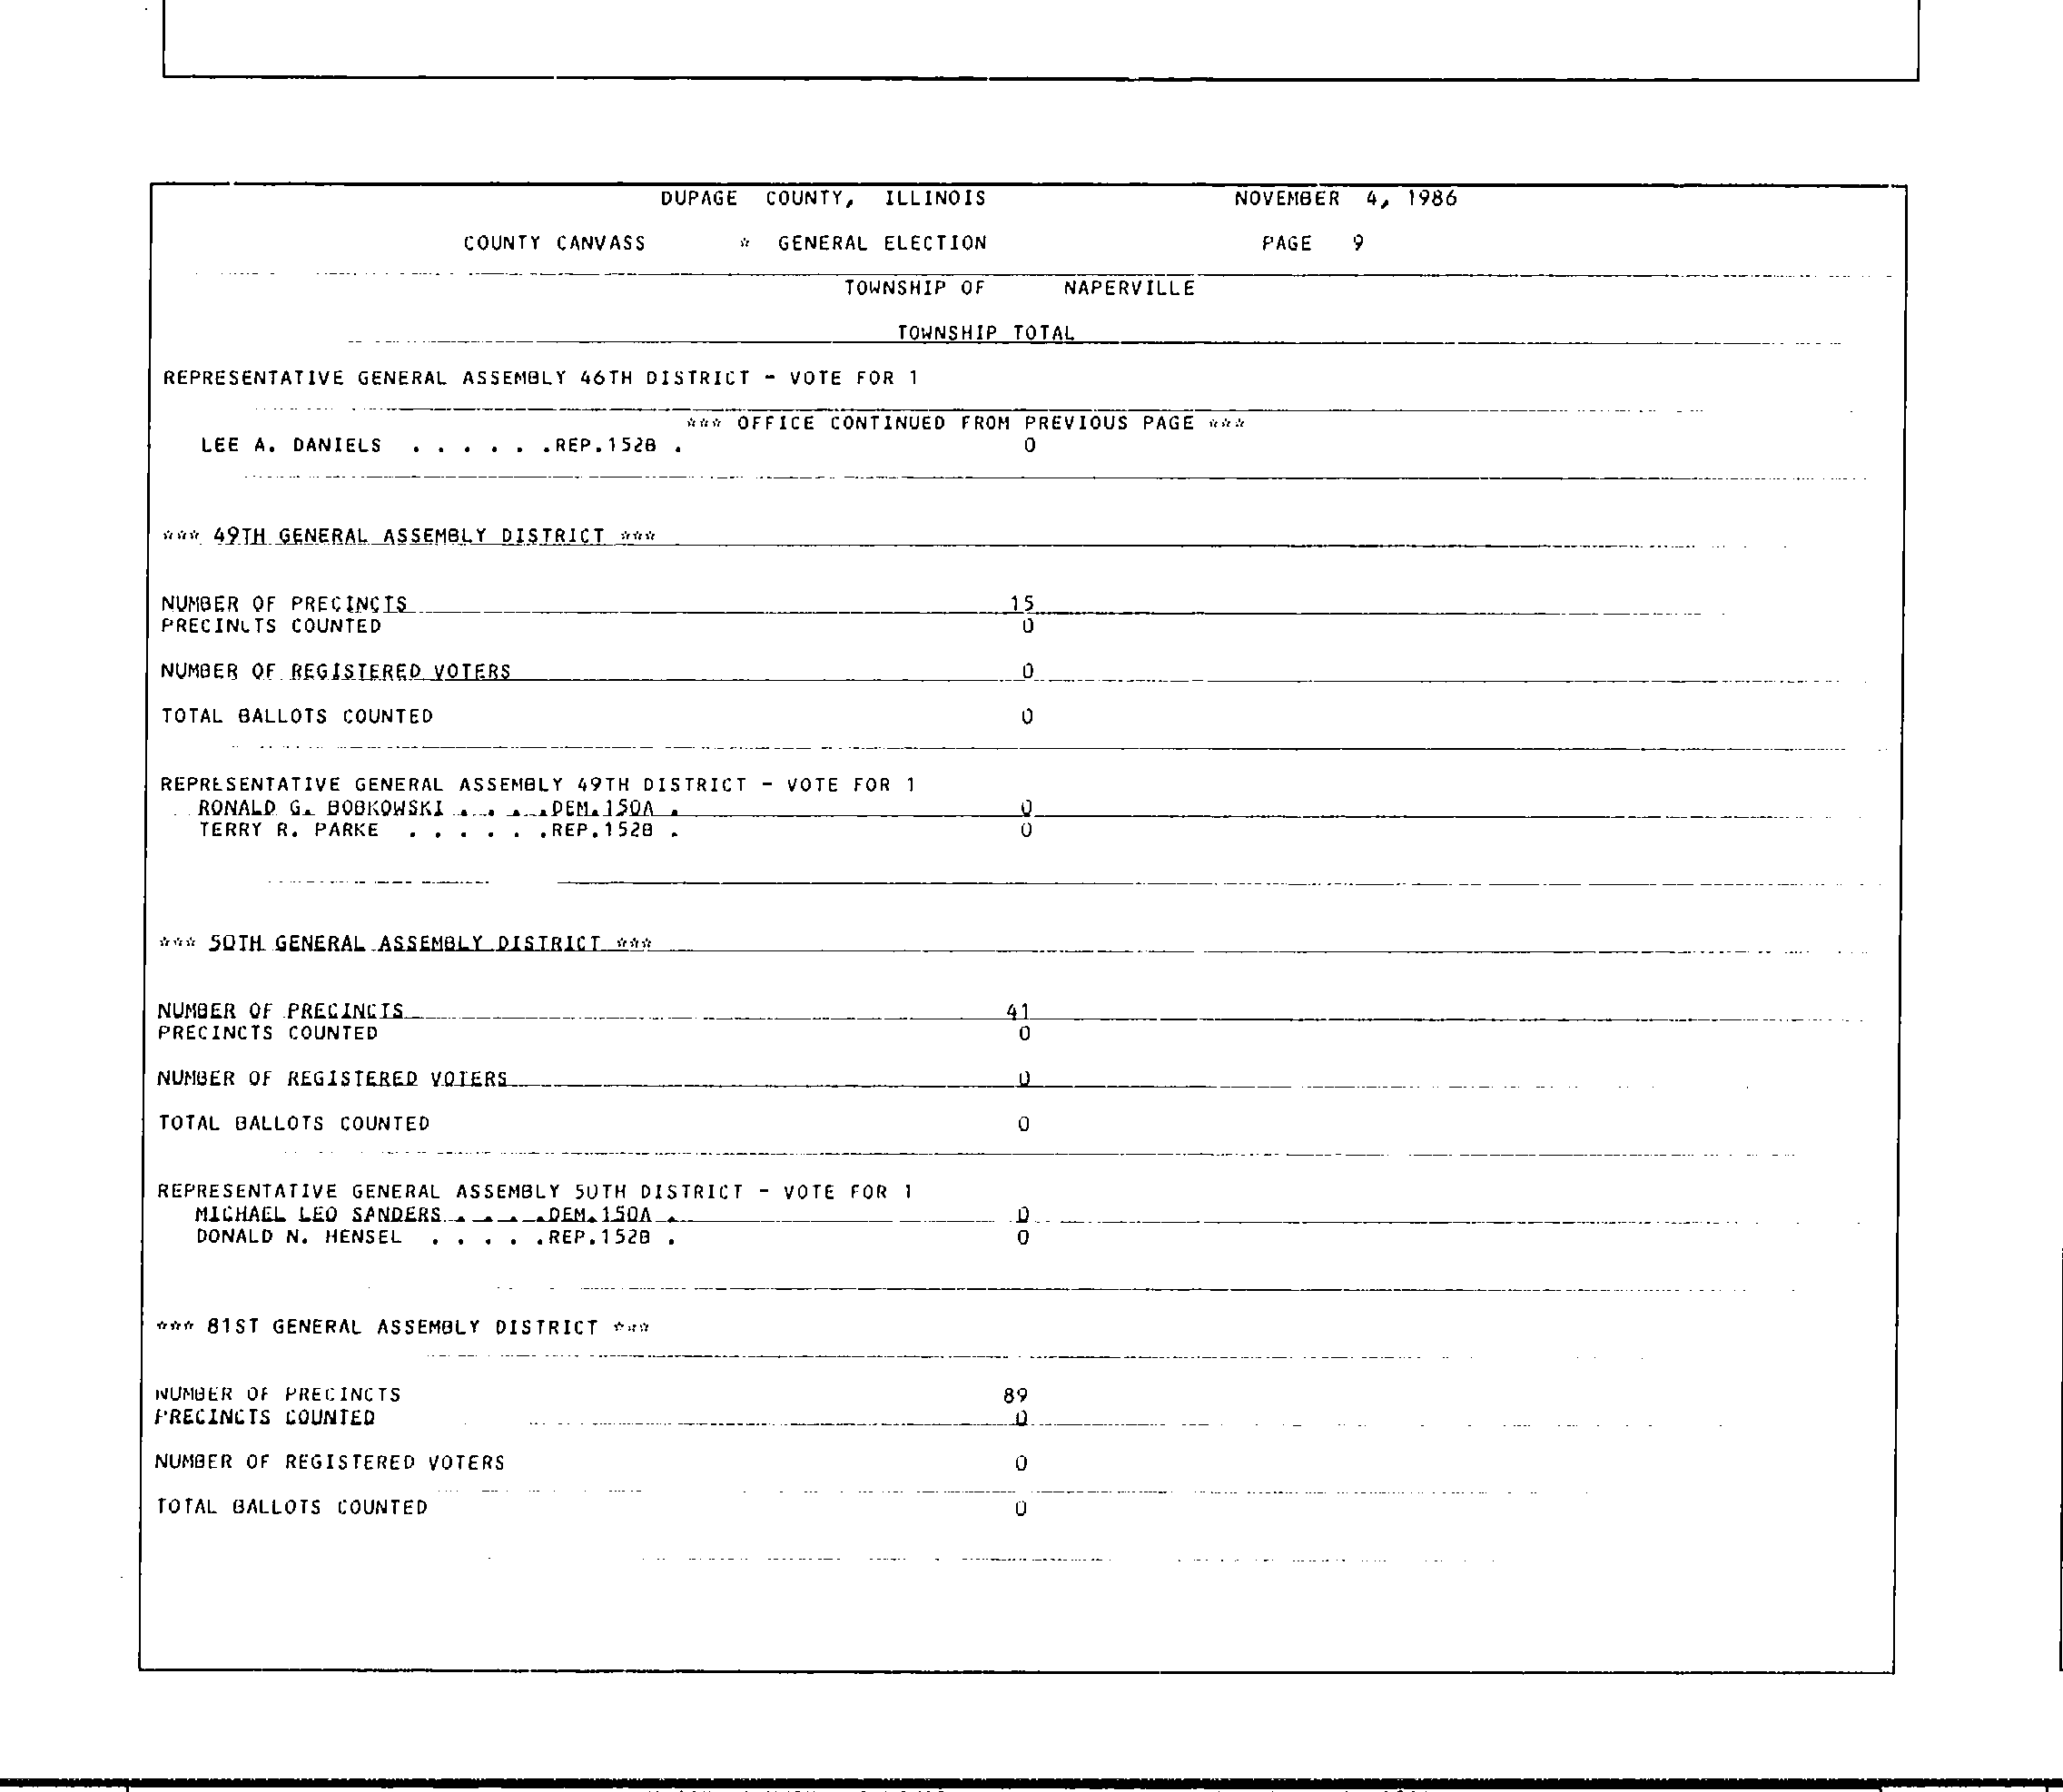 DUPAGE COUNTY, ILLINOIS NOVEMBER 4, 1986
COUNTY CANVASS * GENERAL ELECTION PAGE 9
TOWNSHIP OF NAPERVILLE
TOWNSHIP TOTAL
REPRESENTATIVE GENERAL ASSEMBLY 46TH DISTRICT - VOTE FOR 1
*** OFFICE CONTINUED FROM PREVIOUS PAGE ***
LEE A. DANIELS . . . . . .REP.152B . 0
*** 49TH GENERAL ASSEMBLY DISTRICT ***
NUMBER OF PRECINCTS 15
PRECINCTS COUNTED 0
NUMBER OF REGISTERED VOTERS 0
TOTAL BALLOTS COUNTED 0
REPRESENTATIVE GENERAL ASSEMBLY 49TH DISTRICT - VOTE FOR 1
RONALD G. BOBKOWSKI . . . .DEM.150A . 0
TERRY R. PARKE . . . . . .REP.152B . 0
*** 50TH GENERAL ASSEMBLY DISTRICT ***
NUMBER OF PRECINCTS 41
PRECINCTS COUNTED 0
NUMBER OF REGISTERED VOTERS 0
TOTAL BALLOTS COUNTED 0
REPRESENTATIVE GENERAL ASSEMBLY 50TH DISTRICT - VOTE FOR 1
MICHAEL LEO SANDERS . . . .DEM.150A . 0
DONALD N. HENSEL . . . . .REP.152B . 0
*** 81ST GENERAL ASSEMBLY DISTRICT ***
NUMBER OF PRECINCTS 89
PRECINCTS COUNTED 0
NUMBER OF REGISTERED VOTERS 0
TOTAL BALLOTS COUNTED 0